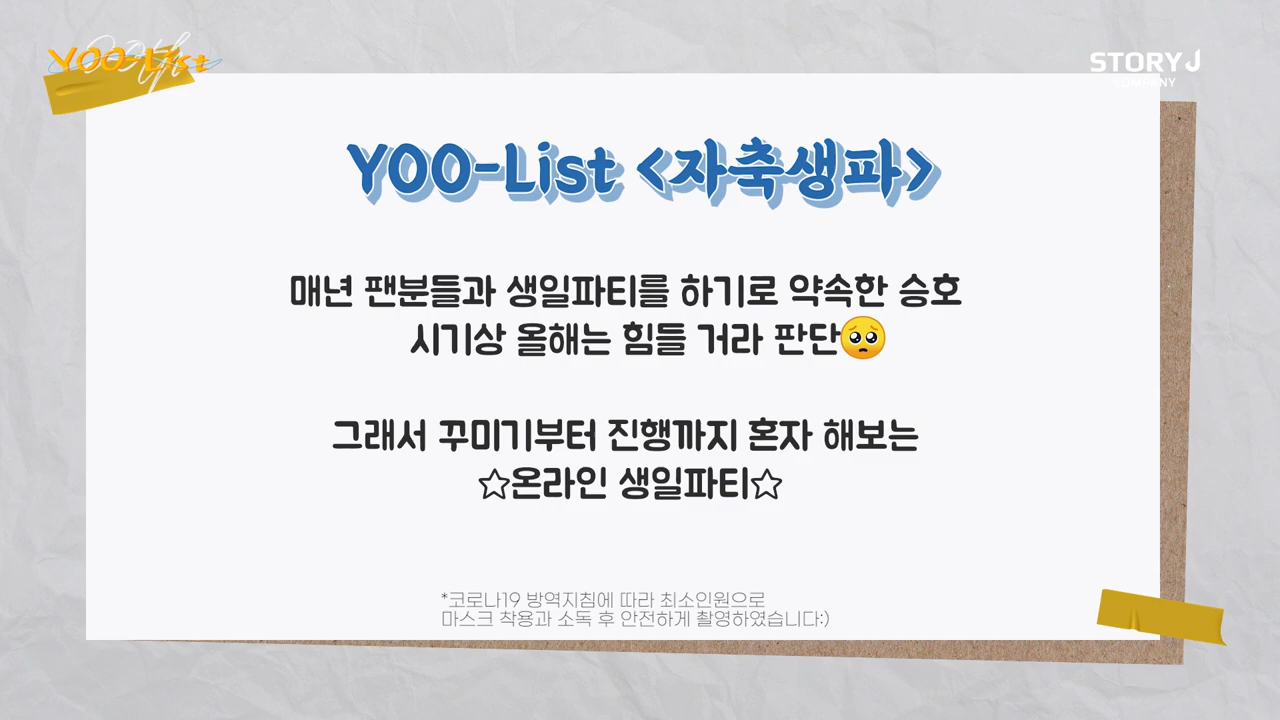 YOO-List
STORY J
COMPANY
YOO-List <자축생파>
매년 팬분들과 생일파티를 하기로 약속한 승호
시기상 올해는 힘들 거라 판단🥺
그래서 꾸미기부터 진행까지 혼자 해보는
☆온라인 생일파티☆
*코로나19 방역지침에 따라 최소인원으로
마스크 착용과 소독 후 안전하게 촬영하였습니다:)